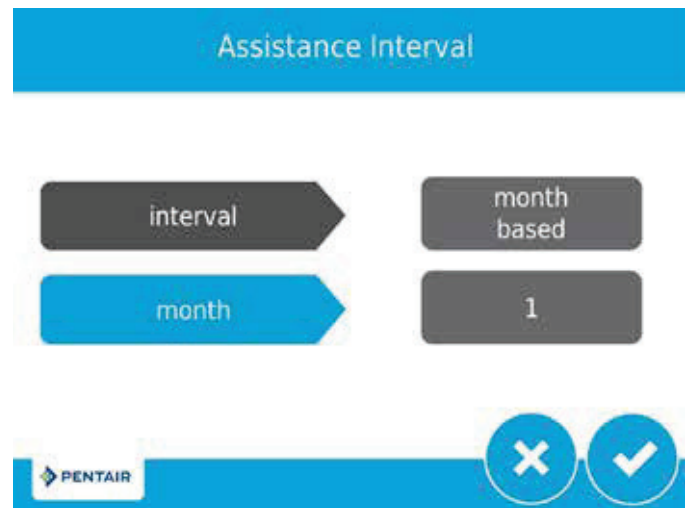 Assistance Interval
interval
month
based
month
1
PENTAIR